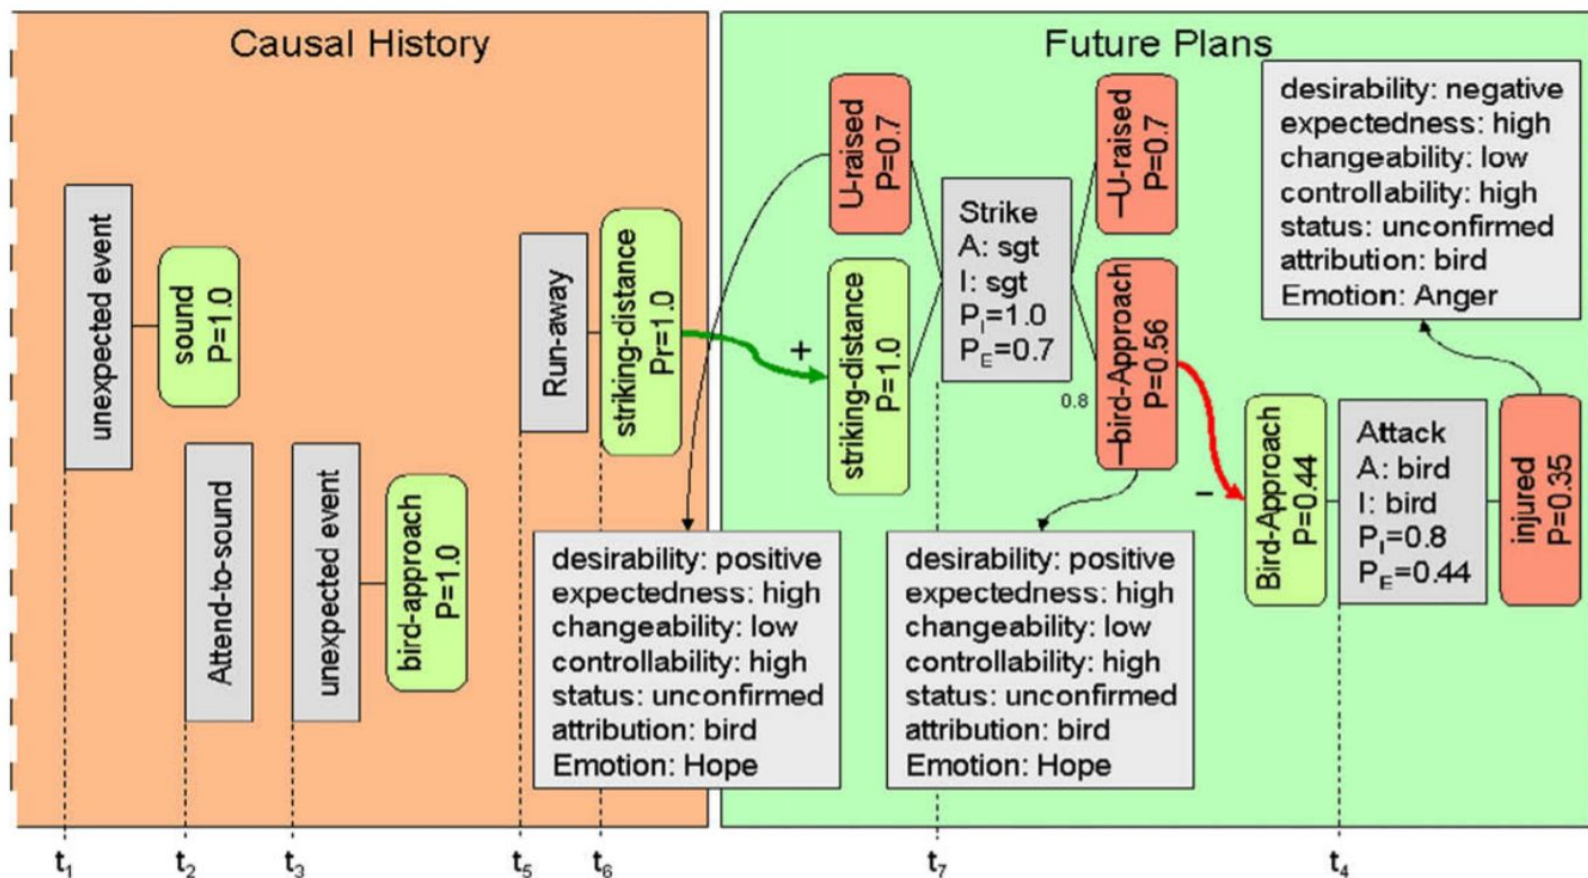 Causal History
unexpected event
sound
P=1.0
Attend-to-sound
unexpected event
bird-approach
P=1.0
Run-away
striking-distance
Pr=1.0
desirability: positive
expectedness: high
changeability: low
controllability: high
status: unconfirmed
attribution: bird
Emotion: Hope
Future Plans
U-raised
P=0.7
+
striking-distance
P=1.0
Strike
A: sgt
I: sgt
P_I=1.0
P_E=0.7
¬U-raised
P=0.7
0.8
¬bird-Approach
P=0.56
desirability: positive
expectedness: high
changeability: low
controllability: high
status: unconfirmed
attribution: bird
Emotion: Hope
−
Bird-Approach
P=0.44
Attack
A: bird
I: bird
P_I=0.8
P_E=0.44
injured
P=0.35
desirability: negative
expectedness: high
changeability: low
controllability: high
status: unconfirmed
attribution: bird
Emotion: Anger
t1
t2
t3
t5
t6
t7
t4